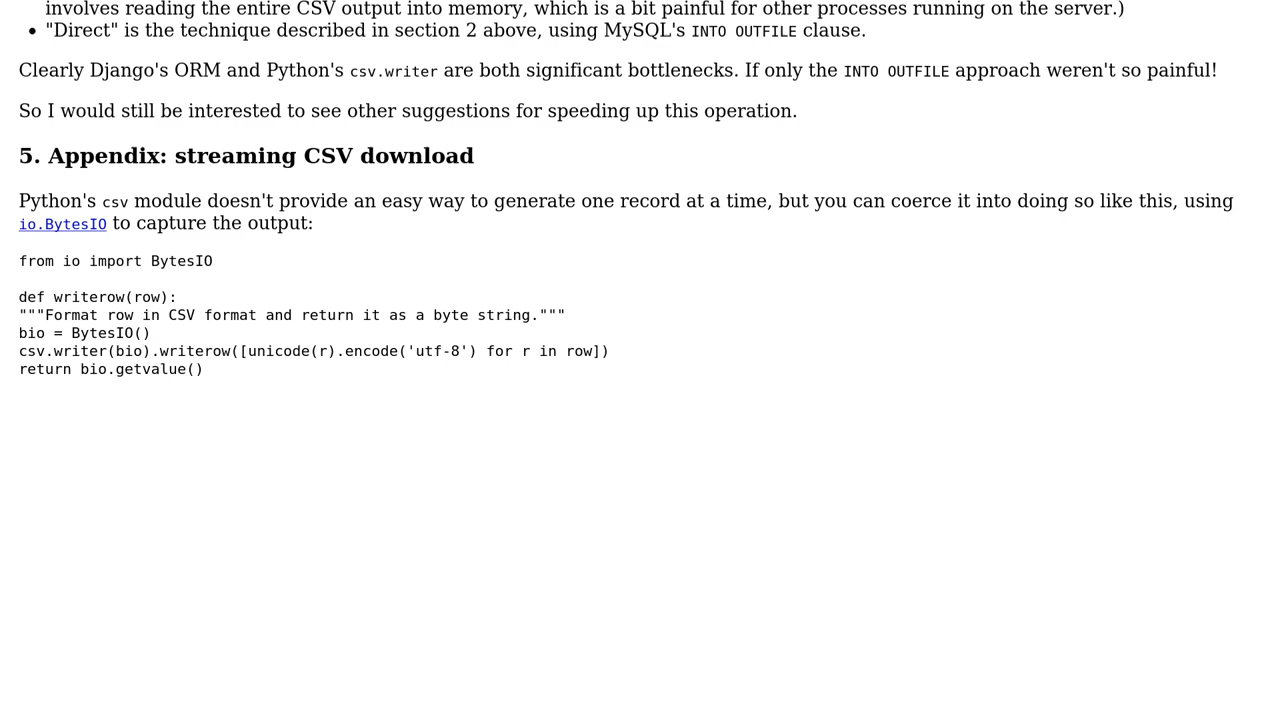 involves reading the entire CSV output into memory, which is a bit painful for other processes running on the server.)
• "Direct" is the technique described in section 2 above, using MySQL's INTO OUTFILE clause.
Clearly Django's ORM and Python's csv.writer are both significant bottlenecks. If only the INTO OUTFILE approach weren't so painful!
So I would still be interested to see other suggestions for speeding up this operation.
5. Appendix: streaming CSV download
Python's csv module doesn't provide an easy way to generate one record at a time, but you can coerce it into doing so like this, using
io.BytesIO to capture the output:
from io import BytesIO
def writerow(row):
"""Format row in CSV format and return it as a byte string."""
bio = BytesIO()
csv.writer(bio).writerow([unicode(r).encode('utf-8') for r in row])
return bio.getvalue()